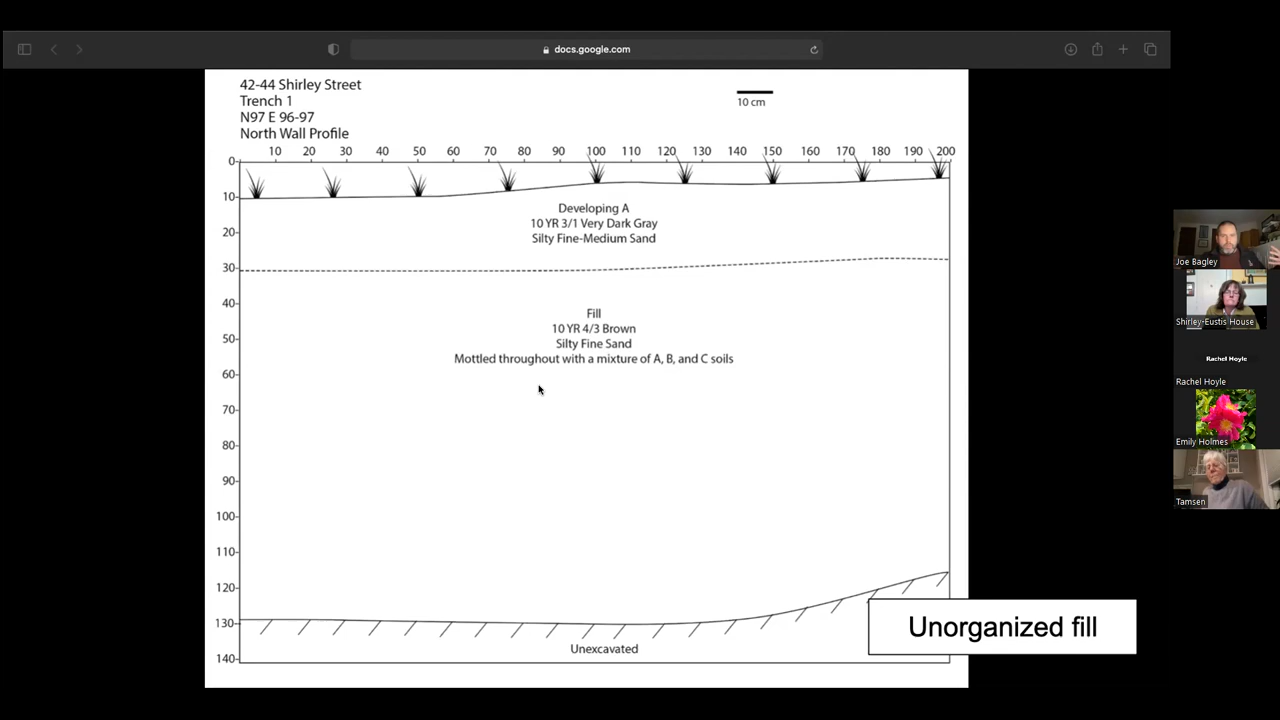 docs.google.com
42-44 Shirley Street
Trench 1
N97 E 96-97
North Wall Profile
10 cm
10 20 30 40 50 60 70 80 90 100 110 120 130 140 150 160 170 180 190 200
0
10
20
30
40
50
60
70
80
90
100
110
120
130
140
Developing A
10 YR 3/1 Very Dark Gray
Silty Fine-Medium Sand
Fill
10 YR 4/3 Brown
Silty Fine Sand
Mottled throughout with a mixture of A, B, and C soils
Unexcavated
Unorganized fill
Joe Bagley
Shirley-Eustis House
Rachel Hoyle
Rachel Hoyle
Emily Holmes
Tamsen